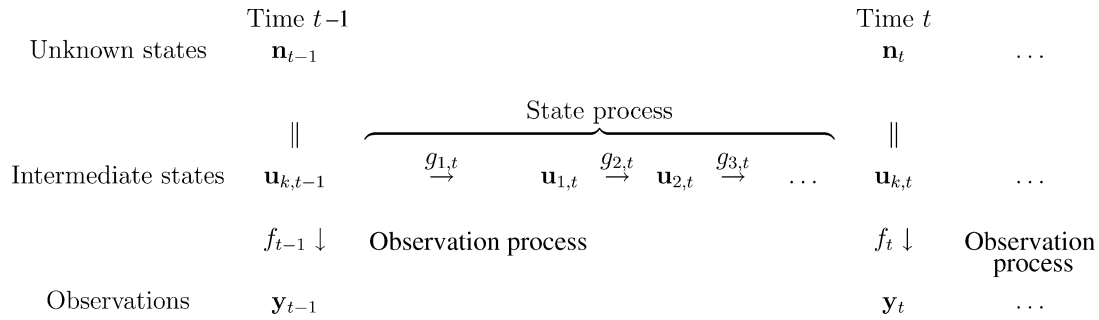 Time t−1 Time t
Unknown states n_{t−1} n_t ...
State process
∥ ∥
Intermediate states u_{k,t−1} →^{g_{1,t}} u_{1,t} →^{g_{2,t}} u_{2,t} →^{g_{3,t}} ... u_{k,t} ...
f_{t−1} ↓ Observation process f_t ↓ Observation
process
Observations y_{t−1} y_t ...